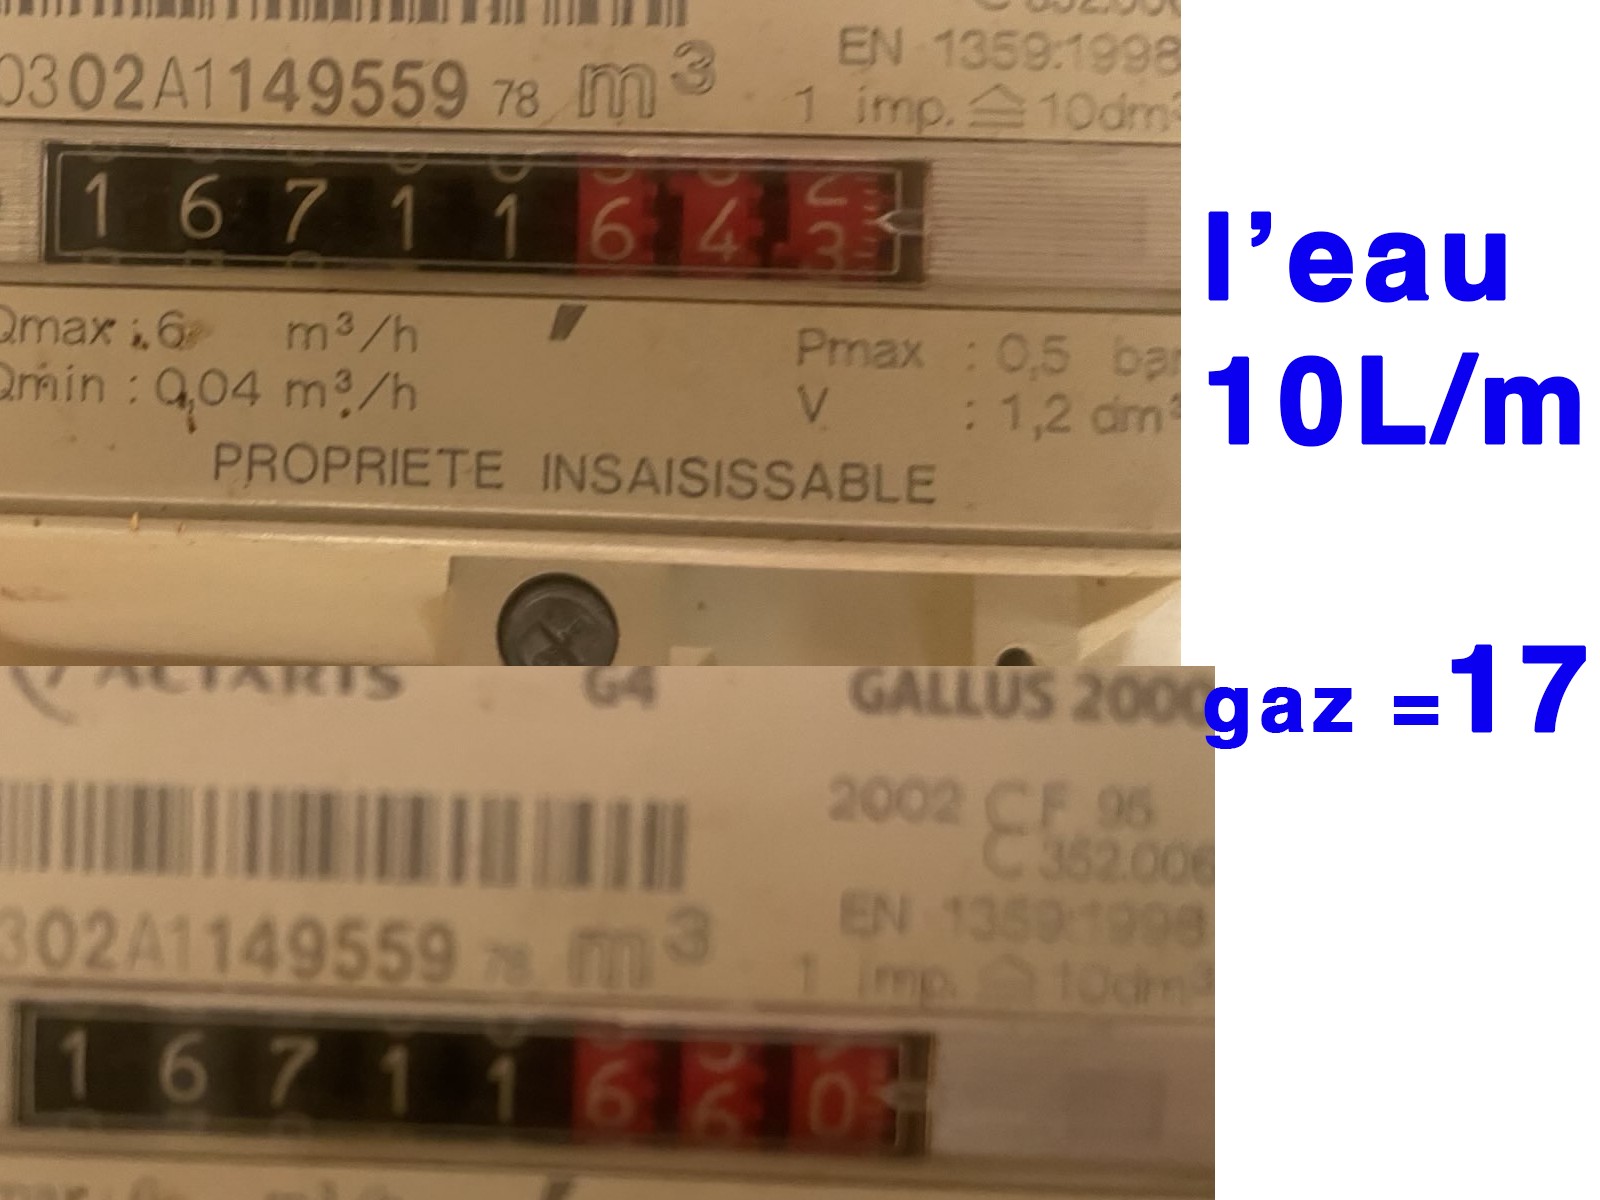 0302A1149559 78 m³
EN 1359:1998
1 imp. ≙ 10dm³
1 6 7 1 1 6 4 3
Qmax : 6 m³/h
Pmax : 0,5 bar
Qmin : 0,04 m³/h
V : 1,2 dm³
PROPRIETE INSAISISSABLE
l'eau
10L/m
gaz =17
ACTARIS G4 GALLUS 2000
2002 CF 95
C 352.006
302A1149559 78 m³
EN 1359:1998
1 imp. ≙ 10dm³
1 6 7 1 1 6 6 0